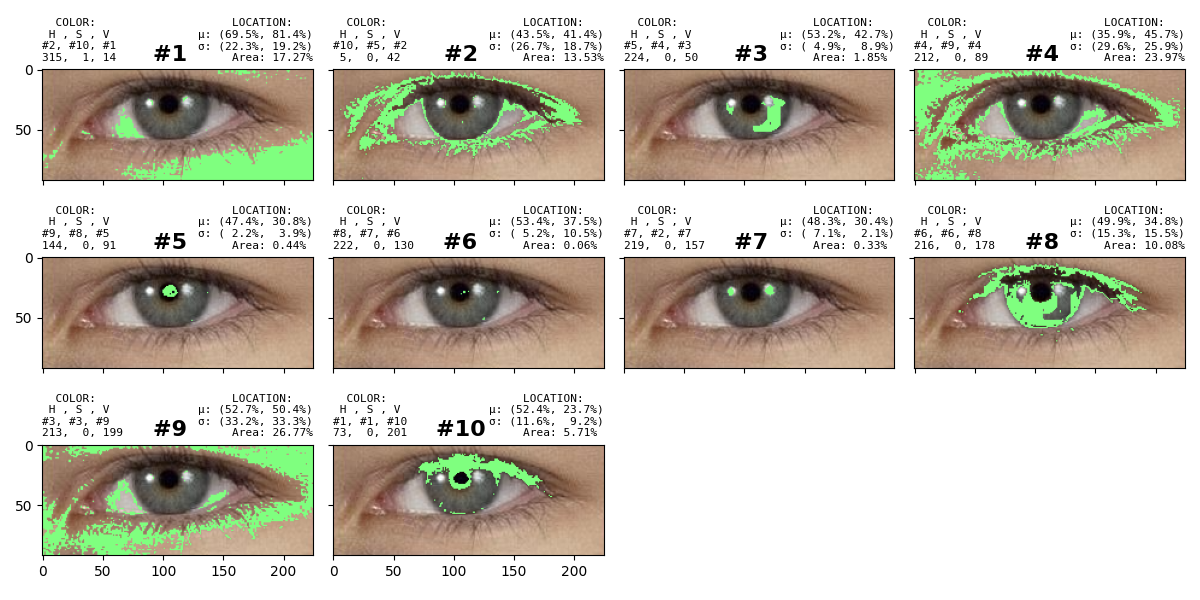 COLOR: LOCATION: COLOR: LOCATION: COLOR: LOCATION: COLOR: LOCATION:
H , S , V μ: (69.5%, 81.4%) H , S , V μ: (43.5%, 41.4%) H , S , V μ: (53.2%, 42.7%) H , S , V μ: (35.9%, 45.7%)
#2, #10, #1 #1 σ: (22.3%, 19.2%) #10, #5, #2 #2 σ: (26.7%, 18.7%) #5, #4, #3 #3 σ: ( 4.9%, 8.9%) #4, #9, #4 #4 σ: (29.6%, 25.9%)
315, 1, 14 Area: 17.27% 5, 0, 42 Area: 13.53% 224, 0, 50 Area: 1.85% 212, 0, 89 Area: 23.97%
0
50
COLOR: LOCATION: COLOR: LOCATION: COLOR: LOCATION: COLOR: LOCATION:
H , S , V μ: (47.4%, 30.8%) H , S , V μ: (53.4%, 37.5%) H , S , V μ: (48.3%, 30.4%) H , S , V μ: (49.9%, 34.8%)
#9, #8, #5 #5 σ: ( 2.2%, 3.9%) #8, #7, #6 #6 σ: ( 5.2%, 10.5%) #7, #2, #7 #7 σ: ( 7.1%, 2.1%) #6, #6, #8 #8 σ: (15.3%, 15.5%)
144, 0, 91 Area: 0.44% 222, 0, 130 Area: 0.06% 219, 0, 157 Area: 0.33% 216, 0, 178 Area: 10.08%
0
50
COLOR: LOCATION: COLOR: LOCATION:
H , S , V μ: (52.7%, 50.4%) H , S , V μ: (52.4%, 23.7%)
#3, #3, #9 #9 σ: (33.2%, 33.3%) #1, #1, #10 #10 σ: (11.6%, 9.2%)
213, 0, 199 Area: 26.77% 73, 0, 201 Area: 5.71%
0
50
0 50 100 150 200 0 50 100 150 200